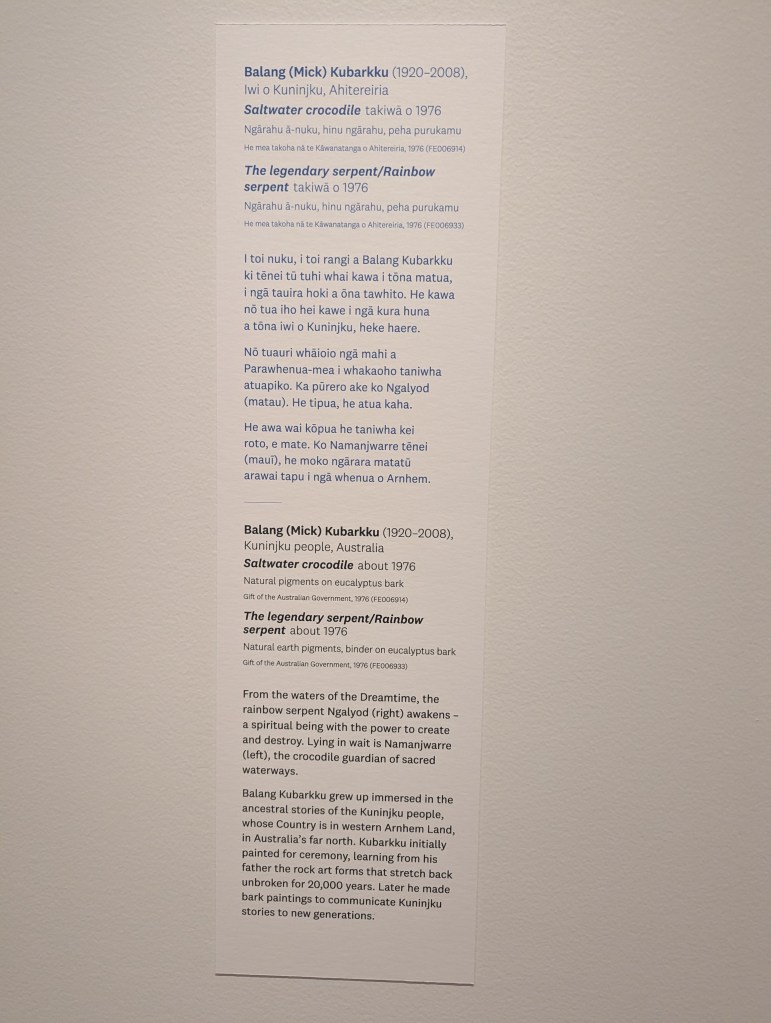 Balang (Mick) Kubarkku (1920–2008),
Iwi o Kuninjku, Ahitereiria
Saltwater crocodile takiwā o 1976
Ngārahu ā-nuku, hinu ngārahu, peha purukamu
He mea takoha nā te Kāwanatanga o Ahitereiria, 1976 (FE006914)
The legendary serpent/Rainbow
serpent takiwā o 1976
Ngārahu ā-nuku, hinu ngārahu, peha purukamu
He mea takoha nā te Kāwanatanga o Ahitereiria, 1976 (FE006933)
I toi nuku, i toi rangi a Balang Kubarkku
ki tēnei tū tuhi whai kawa i tōna matua,
i ngā tauira hoki a ōna tawhito. He kawa
nō tua iho hei kawe i ngā kura huna
a tōna iwi o Kuninjku, heke haere.
Nō tuauri whāioio ngā mahi a
Parawhenua-mea i whakaoho taniwha
atuapiko. Ka pūrero ake ko Ngalyod
(matau). He tipua, he atua kaha.
He awa wai kōpua he taniwha kei
roto, e mate. Ko Namanjwarre tēnei
(mauī), he moko ngārara matatū
arawai tapu i ngā whenua o Arnhem.
Balang (Mick) Kubarkku (1920–2008),
Kuninjku people, Australia
Saltwater crocodile about 1976
Natural pigments on eucalyptus bark
Gift of the Australian Government, 1976 (FE006914)
The legendary serpent/Rainbow
serpent about 1976
Natural earth pigments, binder on eucalyptus bark
Gift of the Australian Government, 1976 (FE006933)
From the waters of the Dreamtime, the
rainbow serpent Ngalyod (right) awakens –
a spiritual being with the power to create
and destroy. Lying in wait is Namanjwarre
(left), the crocodile guardian of sacred
waterways.
Balang Kubarkku grew up immersed in the
ancestral stories of the Kuninjku people,
whose Country is in western Arnhem Land,
in Australia's far north. Kubarkku initially
painted for ceremony, learning from his
father the rock art forms that stretch back
unbroken for 20,000 years. Later he made
bark paintings to communicate Kuninjku
stories to new generations.